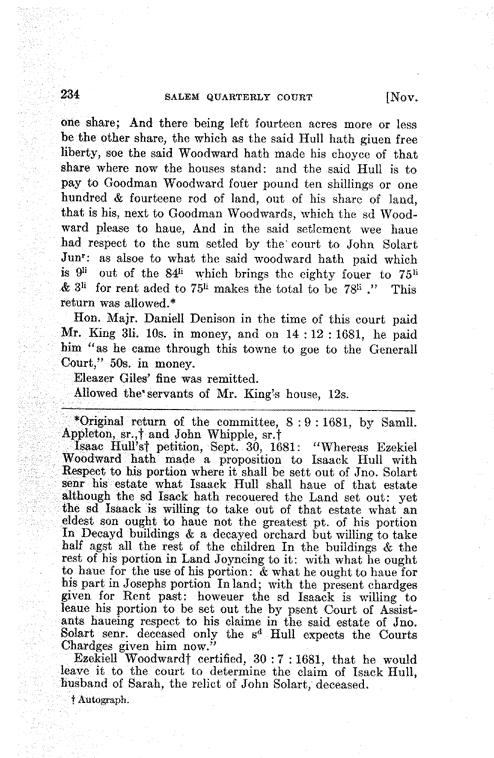 234 SALEM QUARTERLY COURT [Nov.
one share; And there being left fourteen acres more or less
be the other share, the which as the said Hull hath giuen free
liberty, soe the said Woodward hath made his choyce of that
share where now the houses stand: and the said Hull is to
pay to Goodman Woodward fouer pound ten shillings or one
hundred & fourteene rod of land, out of his share of land,
that is his, next to Goodman Woodwards, which the sd Wood-
ward please to haue, And in the said setlement wee haue
had respect to the sum setled by the court to John Solart
Junʳ: as alsoe to what the said woodward hath paid which
is 9ˡⁱ out of the 84ˡⁱ which brings the eighty fouer to 75ˡⁱ
& 3ˡⁱ for rent aded to 75ˡⁱ makes the total to be 78ˡⁱ ." This
return was allowed.*
Hon. Majr. Daniell Denison in the time of this court paid
Mr. King 3li. 10s. in money, and on 14 : 12 : 1681, he paid
him "as he came through this towne to goe to the Generall
Court," 50s. in money.
Eleazer Giles' fine was remitted.
Allowed the servants of Mr. King's house, 12s.
*Original return of the committee, 8 : 9 : 1681, by Samll.
Appleton, sr.,† and John Whipple, sr.†
Isaac Hull's† petition, Sept. 30, 1681: "Whereas Ezekiel
Woodward hath made a proposition to Isaack Hull with
Respect to his portion where it shall be sett out of Jno. Solart
senr his estate what Isaack Hull shall haue of that estate
although the sd Isack hath recouered the Land set out: yet
the sd Isaack is willing to take out of that estate what an
eldest son ought to haue not the greatest pt. of his portion
In Decayd buildings & a decayed orchard but willing to take
half agst all the rest of the children In the buildings & the
rest of his portion in Land Joyncing to it: with what he ought
to haue for the use of his portion: & what he ought to haue for
his part in Josephs portion In land; with the present chardges
given for Rent past: howeuer the sd Isaack is willing to
leaue his portion to be set out the by psent Court of Assist-
ants haueing respect to his claime in the said estate of Jno.
Solart senr. deceased only the sᵈ Hull expects the Courts
Chardges given him now."
Ezekiell Woodward† certified, 30 : 7 : 1681, that he would
leave it to the court to determine the claim of Isack Hull,
husband of Sarah, the relict of John Solart, deceased.
† Autograph.